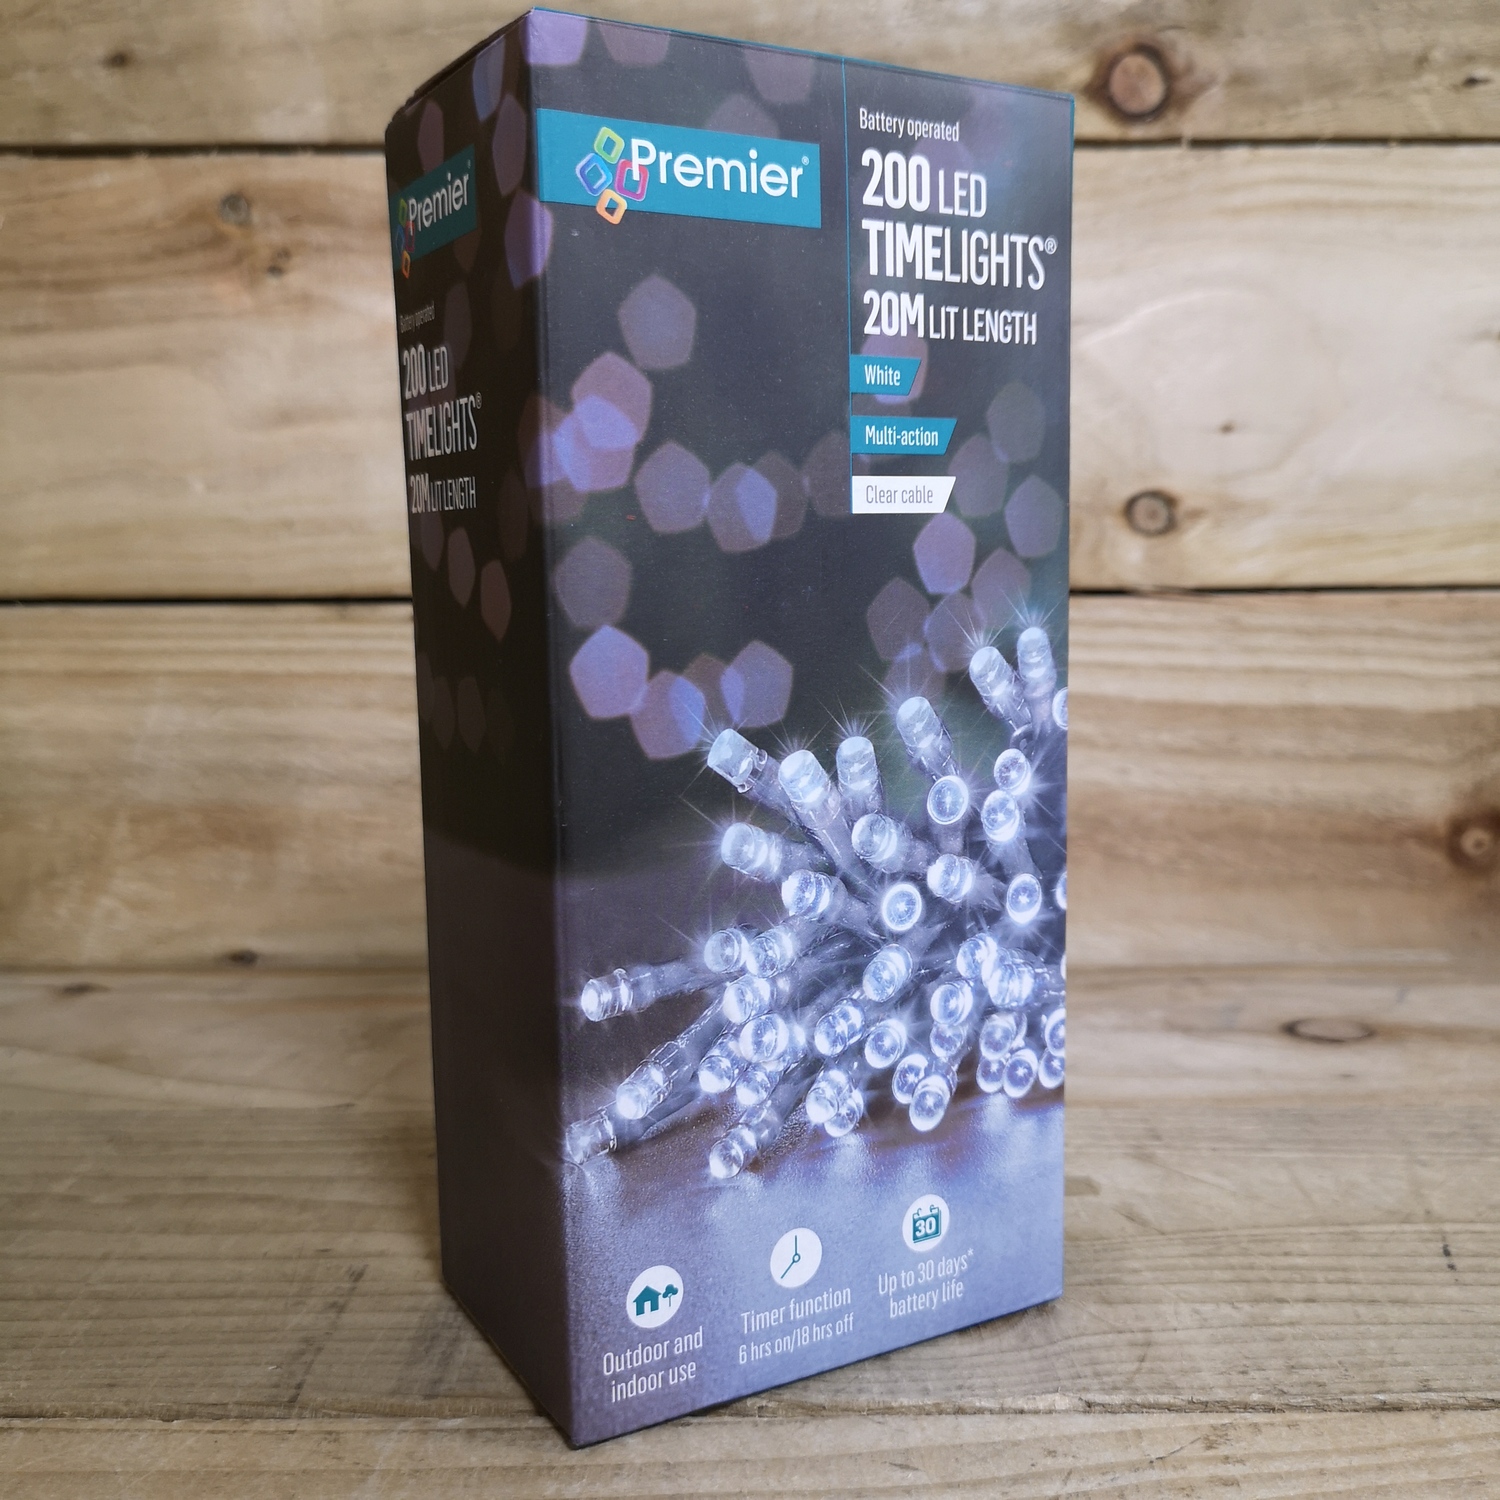 Premier®
Battery operated
200 LED
TIMELIGHTS®
20M LIT LENGTH
Premier®
Battery operated
200 LED
TIMELIGHTS®
20M LIT LENGTH
White
Multi-action
Clear cable
30
Outdoor and
indoor use
Timer function
6 hrs on/18 hrs off
Up to 30 days*
battery life